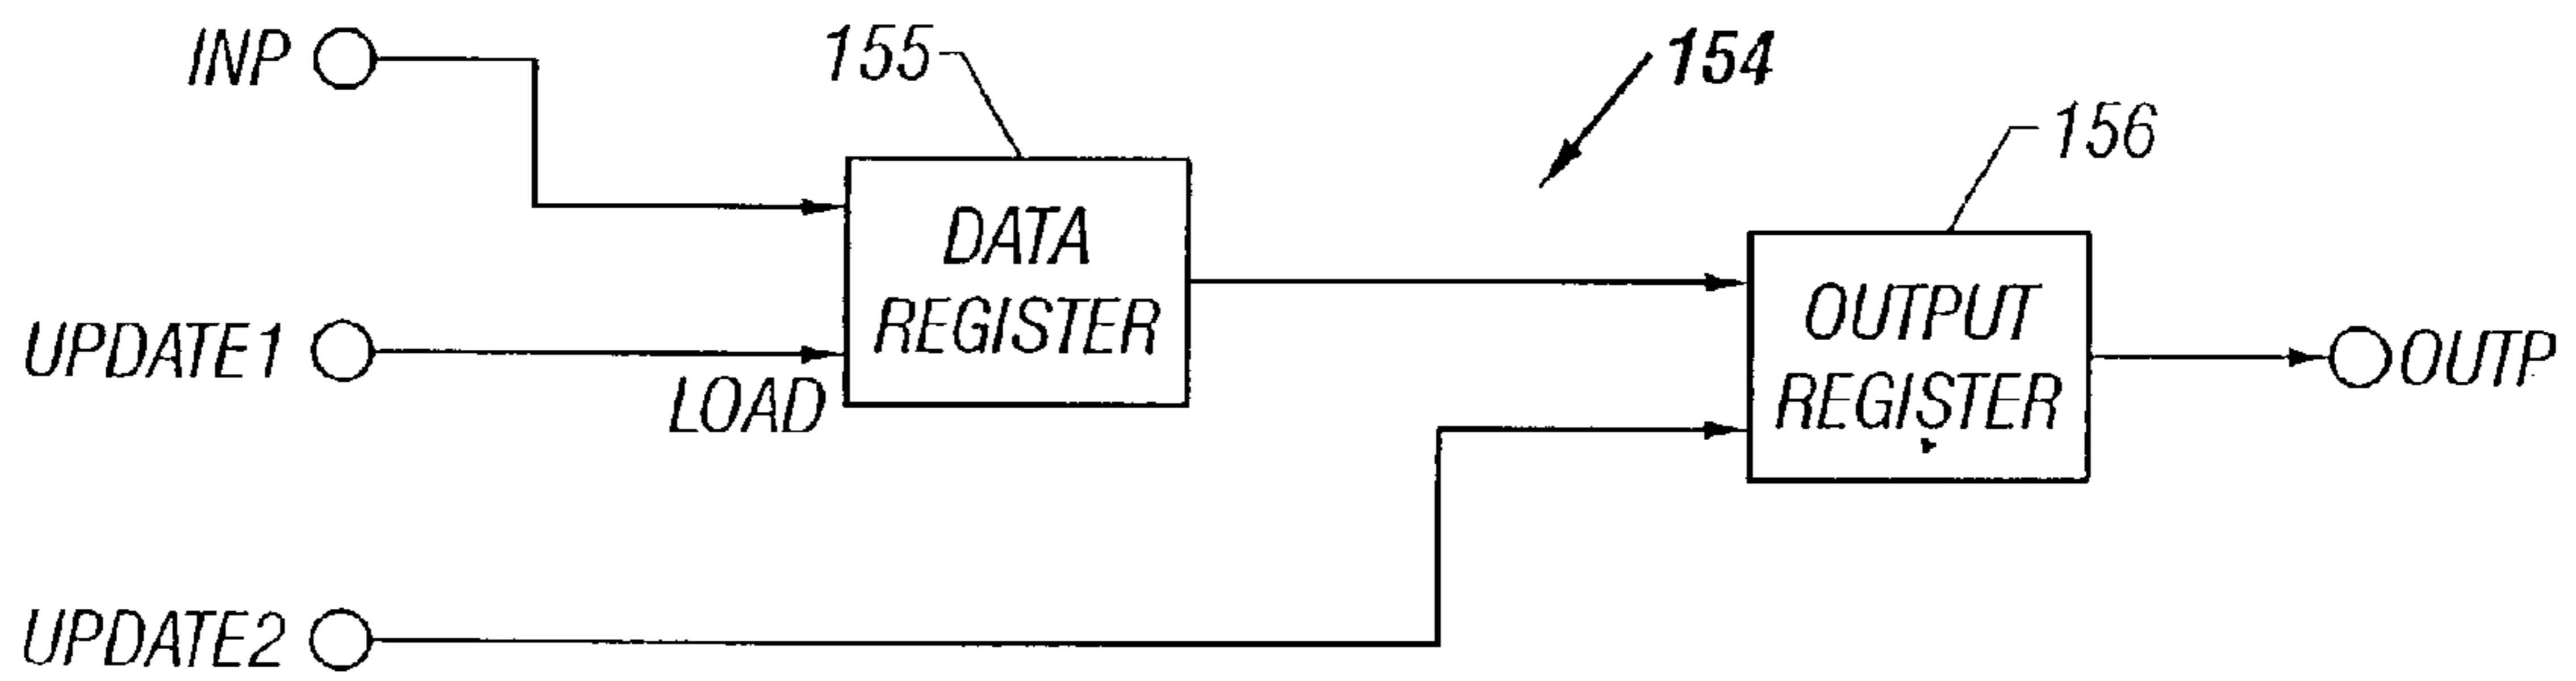 INP
155
154
156
DATA
REGISTER
OUTPUT
REGISTER
UPDATE1
LOAD
OUTP
UPDATE2